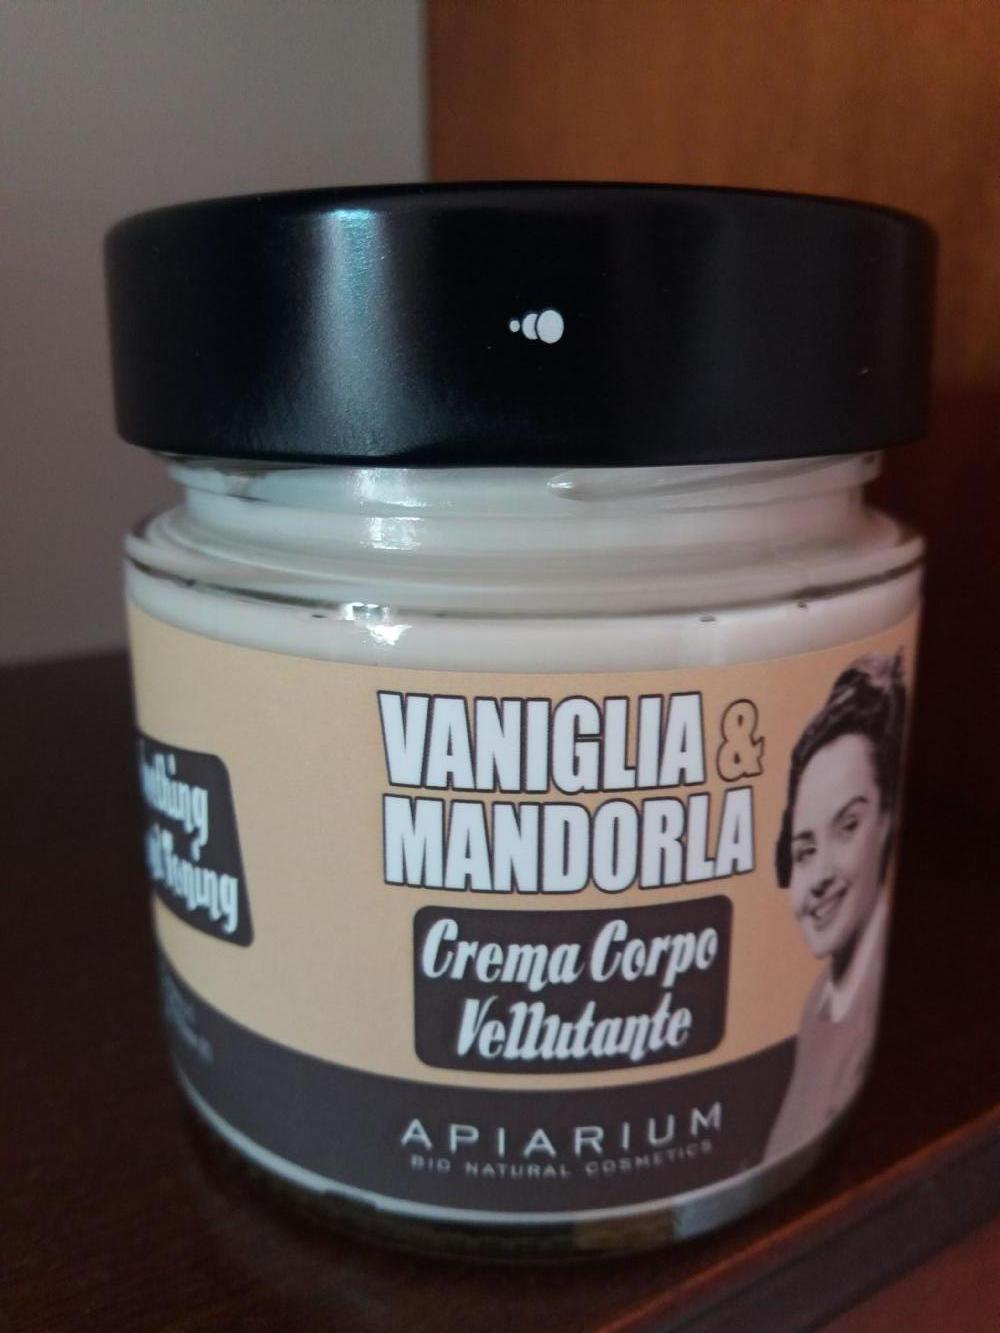 VANIGLIA &
MANDORLA
Crema Corpo
Vellutante
APIARIUM
BIO NATURAL COSMETICS